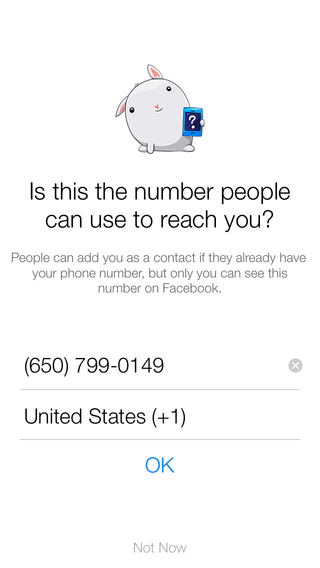 ?
Is this the number people
can use to reach you?
People can add you as a contact if they already have
your phone number, but only you can see this
number on Facebook.
(650) 799-0149
United States (+1)
OK
Not Now